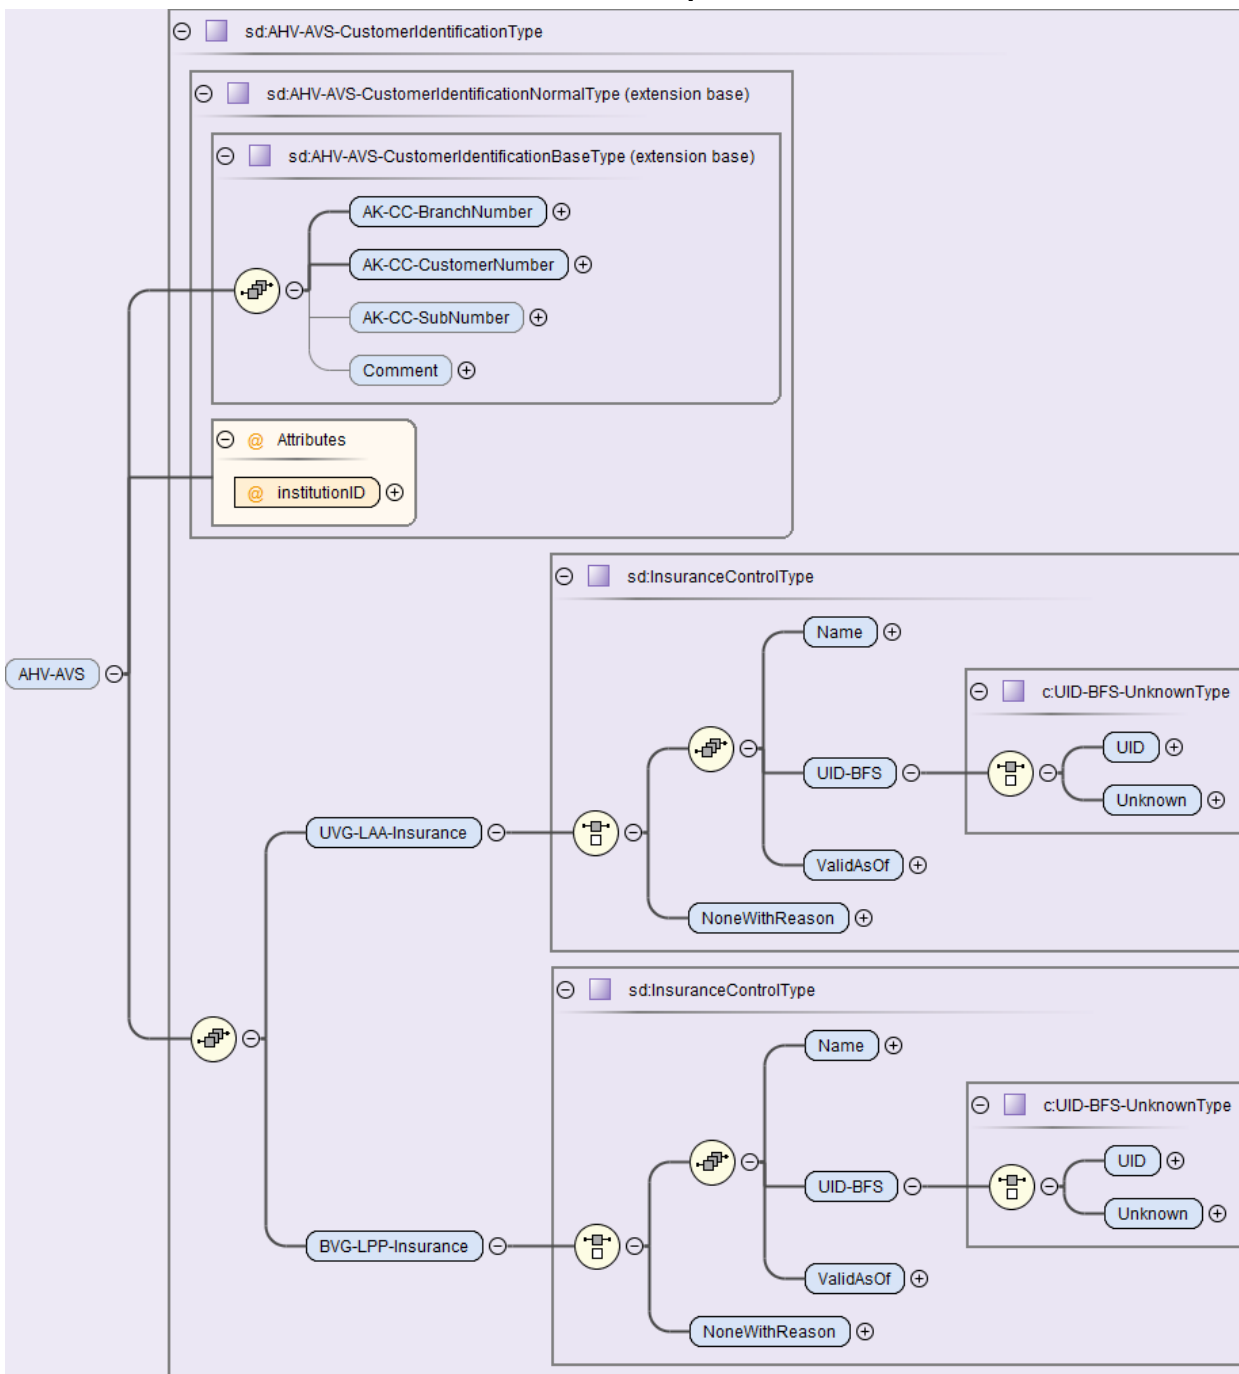 sd:AHV-AVS-CustomerIdentificationType
sd:AHV-AVS-CustomerIdentificationNormalType (extension base)
sd:AHV-AVS-CustomerIdentificationBaseType (extension base)
AK-CC-BranchNumber
AK-CC-CustomerNumber
AK-CC-SubNumber
Comment
@ Attributes
@ institutionID
sd:InsuranceControlType
Name
AHV-AVS
c:UID-BFS-UnknownType
UID
UID-BFS
Unknown
UVG-LAA-Insurance
ValidAsOf
NoneWithReason
sd:InsuranceControlType
Name
c:UID-BFS-UnknownType
UID
UID-BFS
Unknown
BVG-LPP-Insurance
ValidAsOf
NoneWithReason